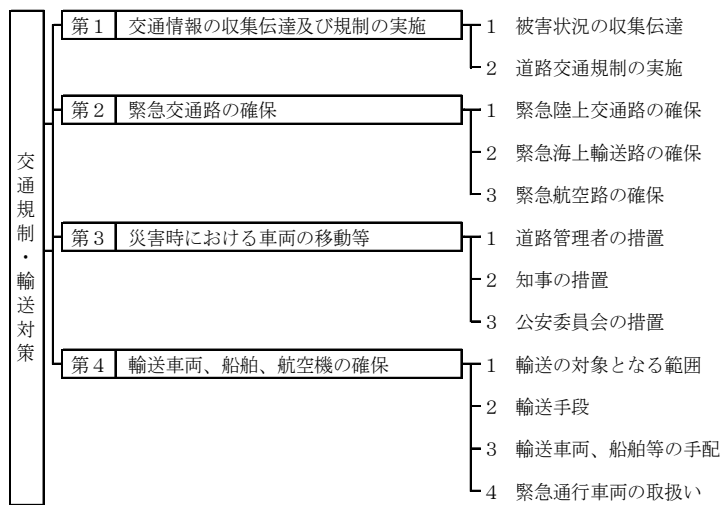 交通規制・輸送対策
第１ 交通情報の収集伝達及び規制の実施
１ 被害状況の収集伝達
２ 道路交通規制の実施
第２ 緊急交通路の確保
１ 緊急陸上交通路の確保
２ 緊急海上輸送路の確保
３ 緊急航空路の確保
第３ 災害時における車両の移動等
１ 道路管理者の措置
２ 知事の措置
３ 公安委員会の措置
第４ 輸送車両、船舶、航空機の確保
１ 輸送の対象となる範囲
２ 輸送手段
３ 輸送車両、船舶等の手配
４ 緊急通行車両の取扱い